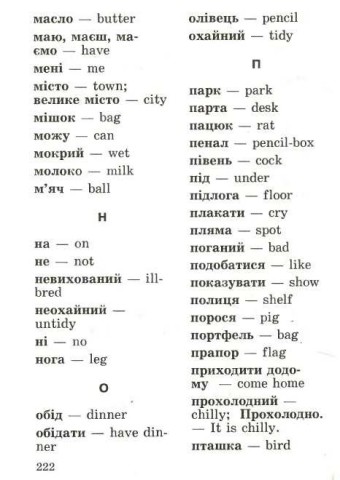 масло — butter
маю, маєш, ма-
ємо — have
мені — me
місто — town;
велике місто — city
мішок — bag
можу — can
мокрий — wet
молоко — milk
м'яч — ball
Н
на — on
не — not
невихований — ill-
bred
неохайний —
untidy
ні — no
нога — leg
О
обід — dinner
обідати — have din-
ner
222
олівець — pencil
охайний — tidy
П
парк — park
парта — desk
пацюк — rat
пенал — pencil-box
півень — cock
під — under
підлога — floor
плакати — cry
пляма — spot
поганий — bad
подобатися — like
показувати — show
полиця — shelf
порося — pig
портфель — bag
прапор — flag
приходити додо-
му — come home
прохолодний —
chilly; Прохолодно.
— It is chilly.
пташка — bird